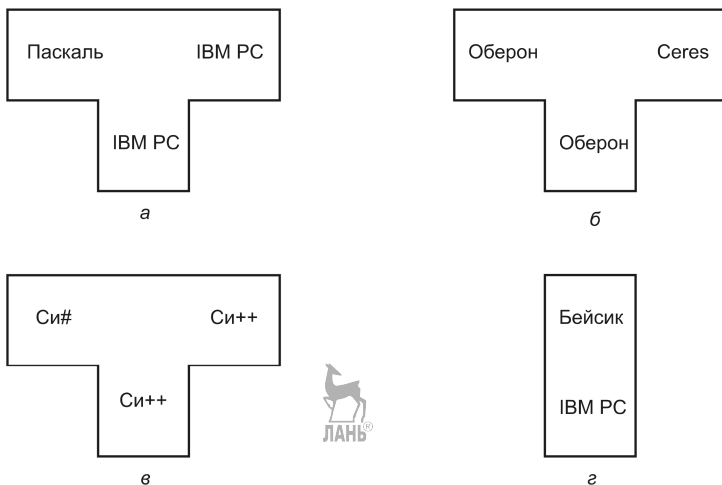 Паскаль IBM PC
IBM PC
а
Оберон Ceres
Оберон
б
Си# Си++
Си++
в
ЛАНЬ®
Бейсик
IBM PC
г